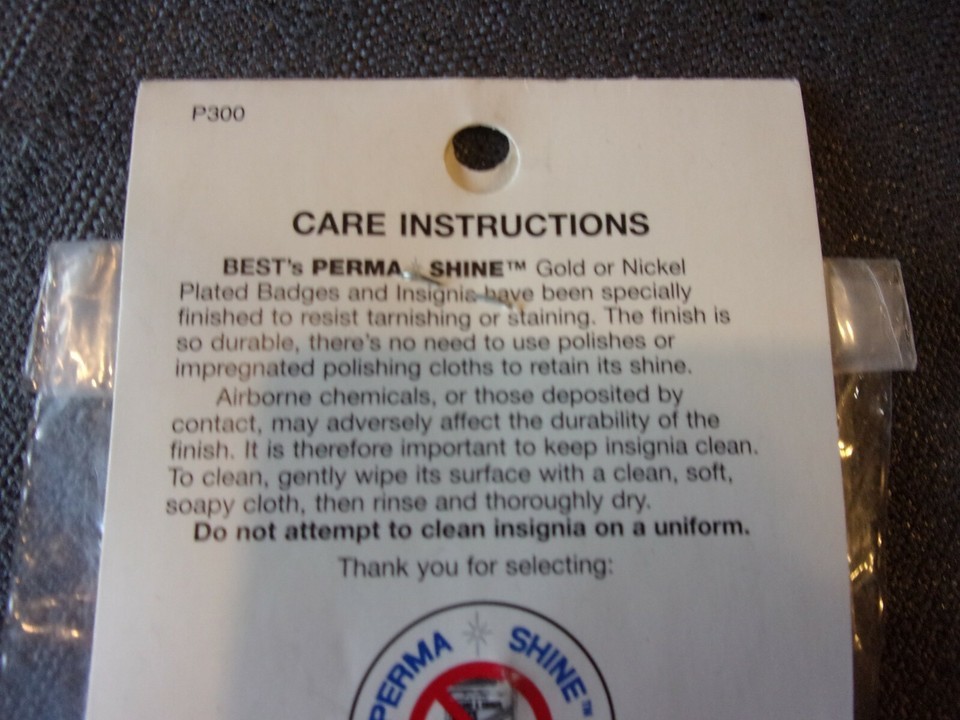 P300
CARE INSTRUCTIONS
BEST's PERMA SHINE™ Gold or Nickel
Plated Badges and Insignia have been specially
finished to resist tarnishing or staining. The finish is
so durable, there's no need to use polishes or
impregnated polishing cloths to retain its shine.
Airborne chemicals, or those deposited by
contact, may adversely affect the durability of the
finish. It is therefore important to keep insignia clean.
To clean, gently wipe its surface with a clean, soft,
soapy cloth, then rinse and thoroughly dry.
Do not attempt to clean insignia on a uniform.
Thank you for selecting:
PERMA SHINE™